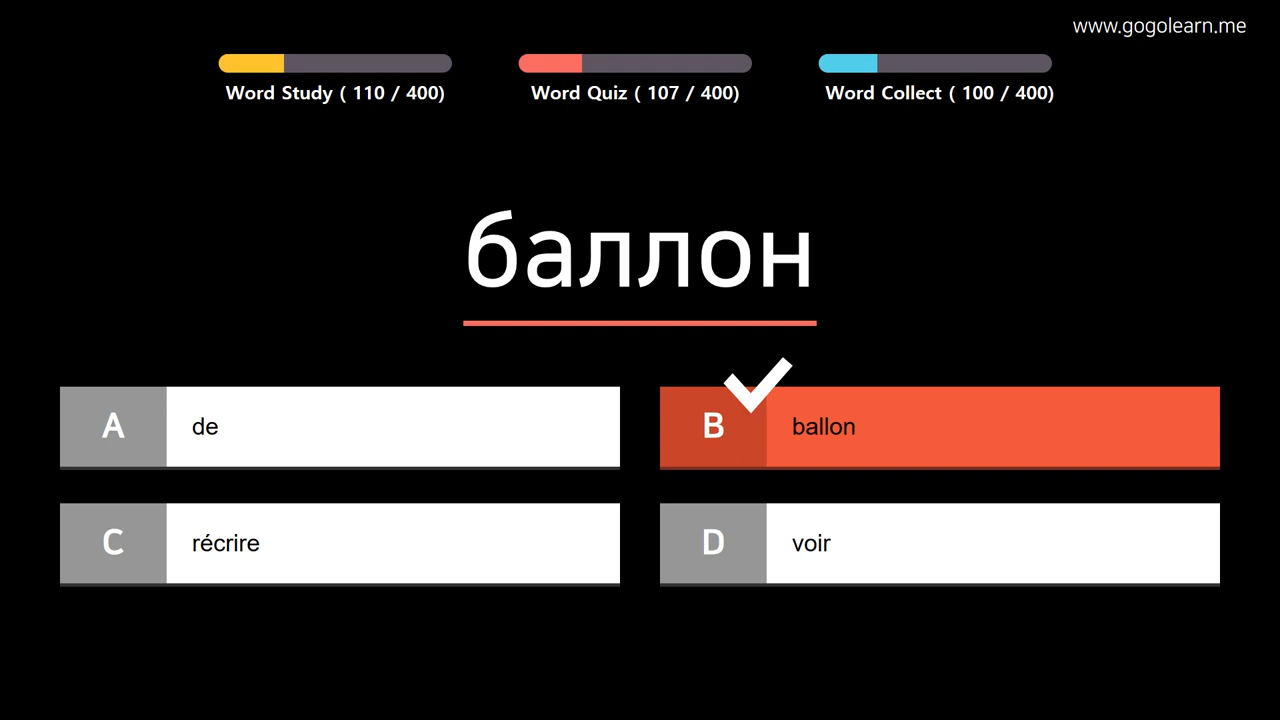 www.gogolearn.me
Word Study ( 110 / 400)
Word Quiz ( 107 / 400)
Word Collect ( 100 / 400)
баллон
A
de
B
ballon
C
récrire
D
voir